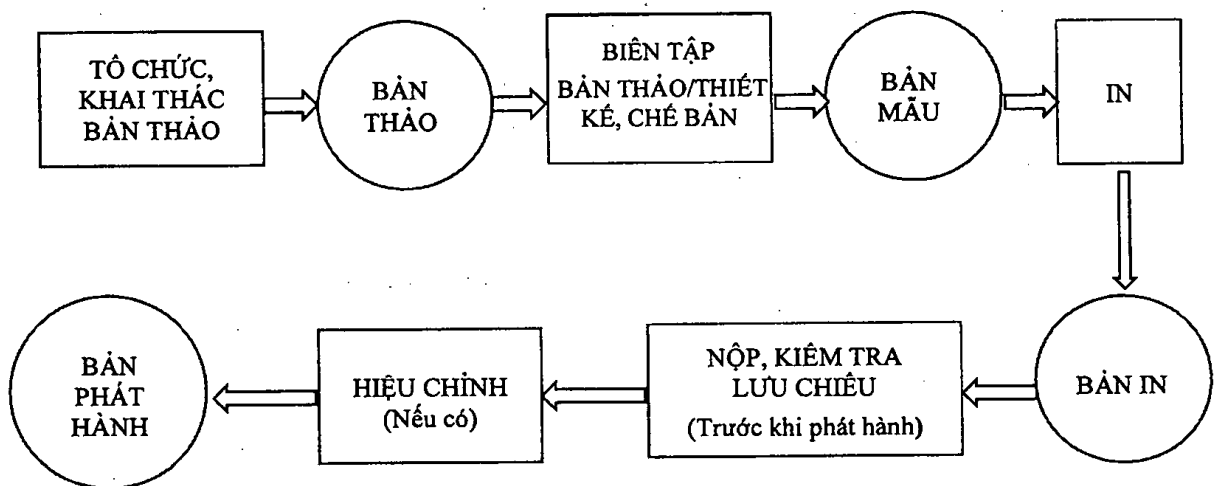 TỔ CHỨC,
KHAI THÁC
BẢN THẢO
BẢN
THẢO
BIÊN TẬP
BẢN THẢO/THIẾT
KẾ, CHẾ BẢN
BẢN
MẪU
IN
BẢN IN
NỘP, KIỂM TRA
LƯU CHIỂU
(Trước khi phát hành)
HIỆU CHỈNH
(Nếu có)
BẢN
PHÁT
HÀNH